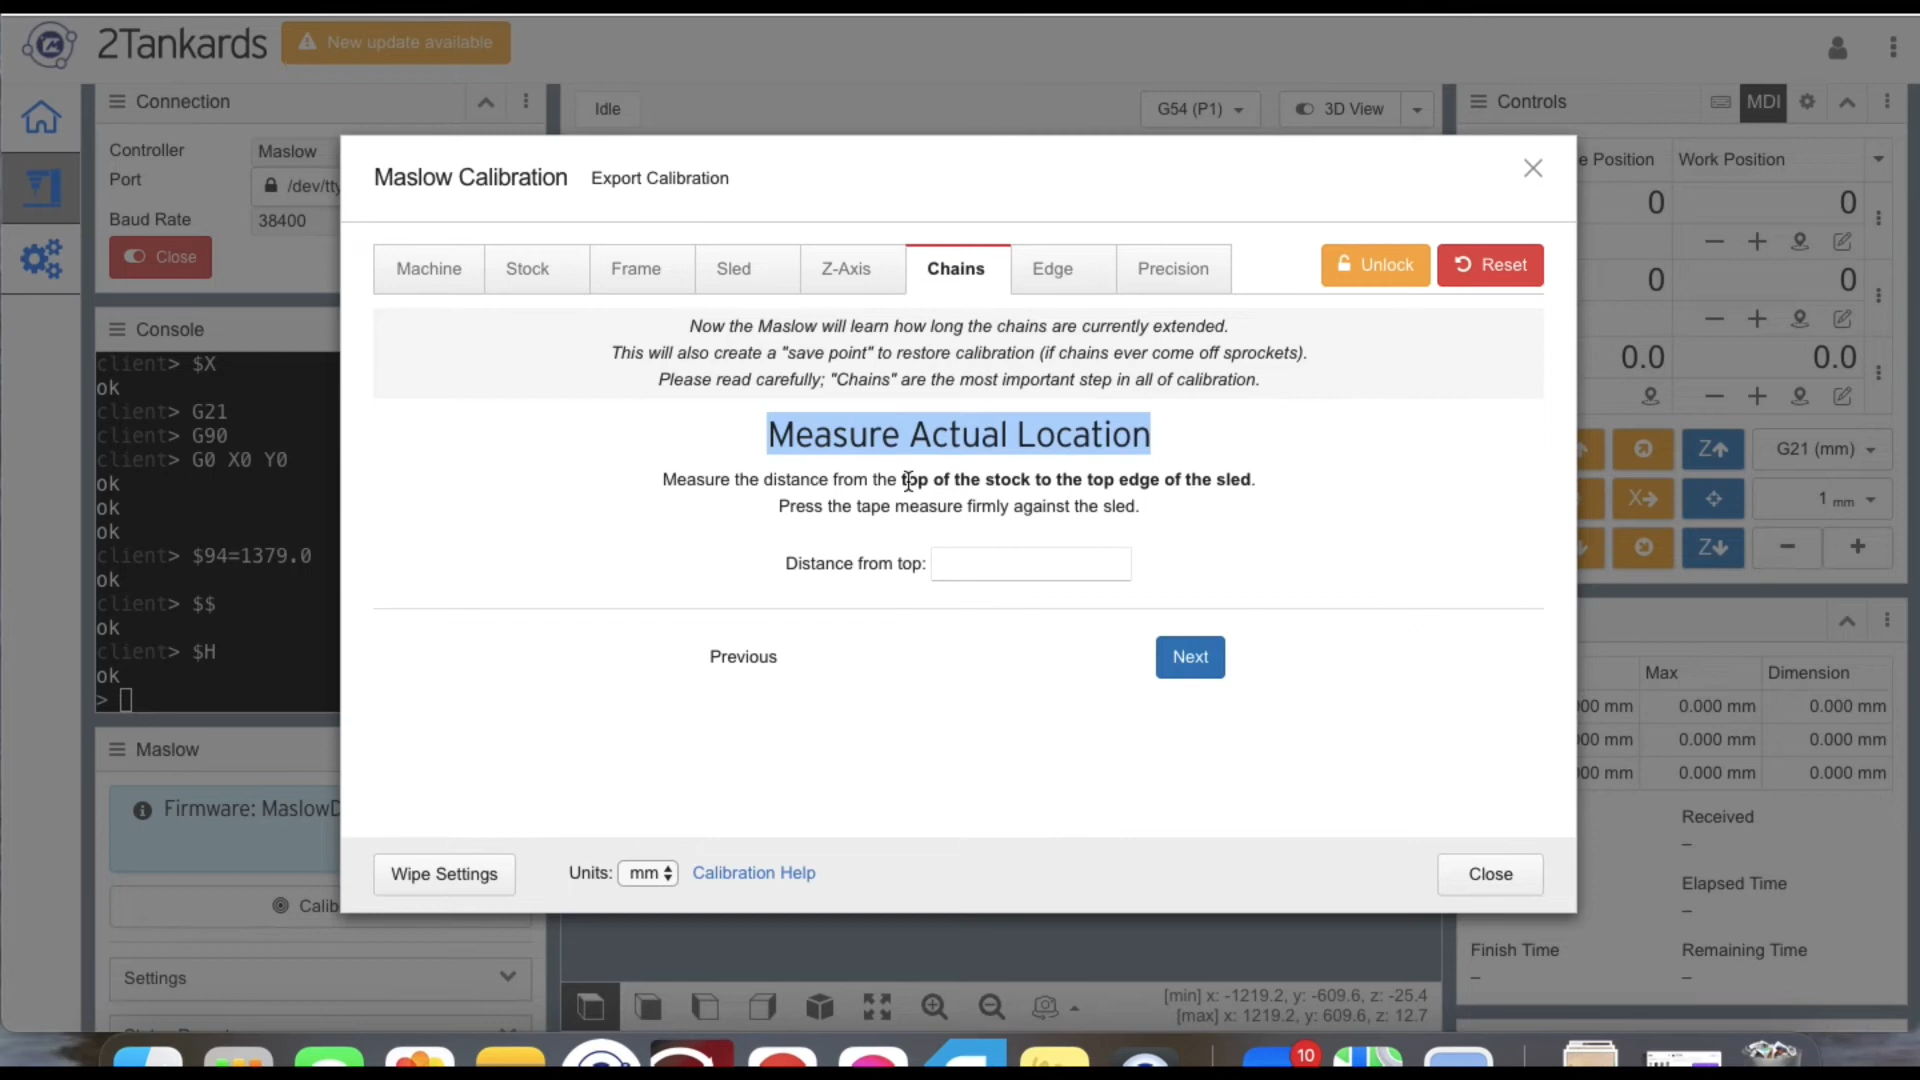 2Tankards
New update available
Connection
Controller
Maslow
Port
/dev/tty
Baud Rate
38400
Close
Console
client> $X
ok
client> G21
client> G90
client> G0 X0 Y0
ok
ok
ok
client> $94=1379.0
ok
client> $$
ok
client> $H
ok
>
Maslow
Firmware: MaslowD
Calib
Settings
Idle
G54 (P1)
3D View
Maslow Calibration
Export Calibration
Machine
Stock
Frame
Sled
Z-Axis
Chains
Edge
Precision
Unlock
Reset
Now the Maslow will learn how long the chains are currently extended.
This will also create a "save point" to restore calibration (if chains ever come off sprockets).
Please read carefully; "Chains" are the most important step in all of calibration.
Measure Actual Location
Measure the distance from the top of the stock to the top edge of the sled.
Press the tape measure firmly against the sled.
Distance from top:
Previous
Next
Wipe Settings
Units: mm
Calibration Help
Close
[min] x: -1219.2, y: -609.6, z: -25.4
[max] x: 1219.2, y: 609.6, z: 12.7
Controls
MDI
e Position
Work Position
0
0
0
0
0.0
0.0
Z
G21 (mm)
X
1 mm
Z
Max
Dimension
00 mm
0.000 mm
0.000 mm
00 mm
0.000 mm
0.000 mm
00 mm
0.000 mm
0.000 mm
Received
–
Elapsed Time
–
Finish Time
Remaining Time
–
–
10